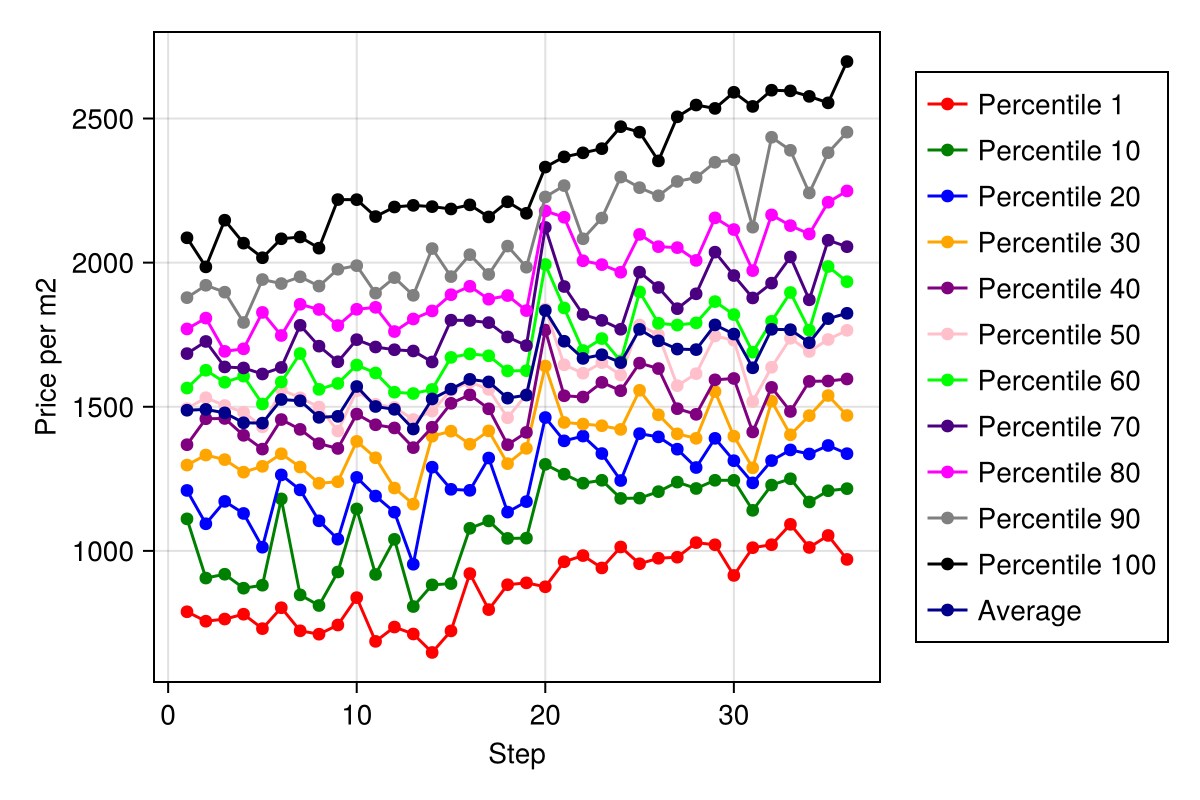 2500
2000
1500
1000
Price per m2
0 10 20 30
Step
Percentile 1
Percentile 10
Percentile 20
Percentile 30
Percentile 40
Percentile 50
Percentile 60
Percentile 70
Percentile 80
Percentile 90
Percentile 100
Average